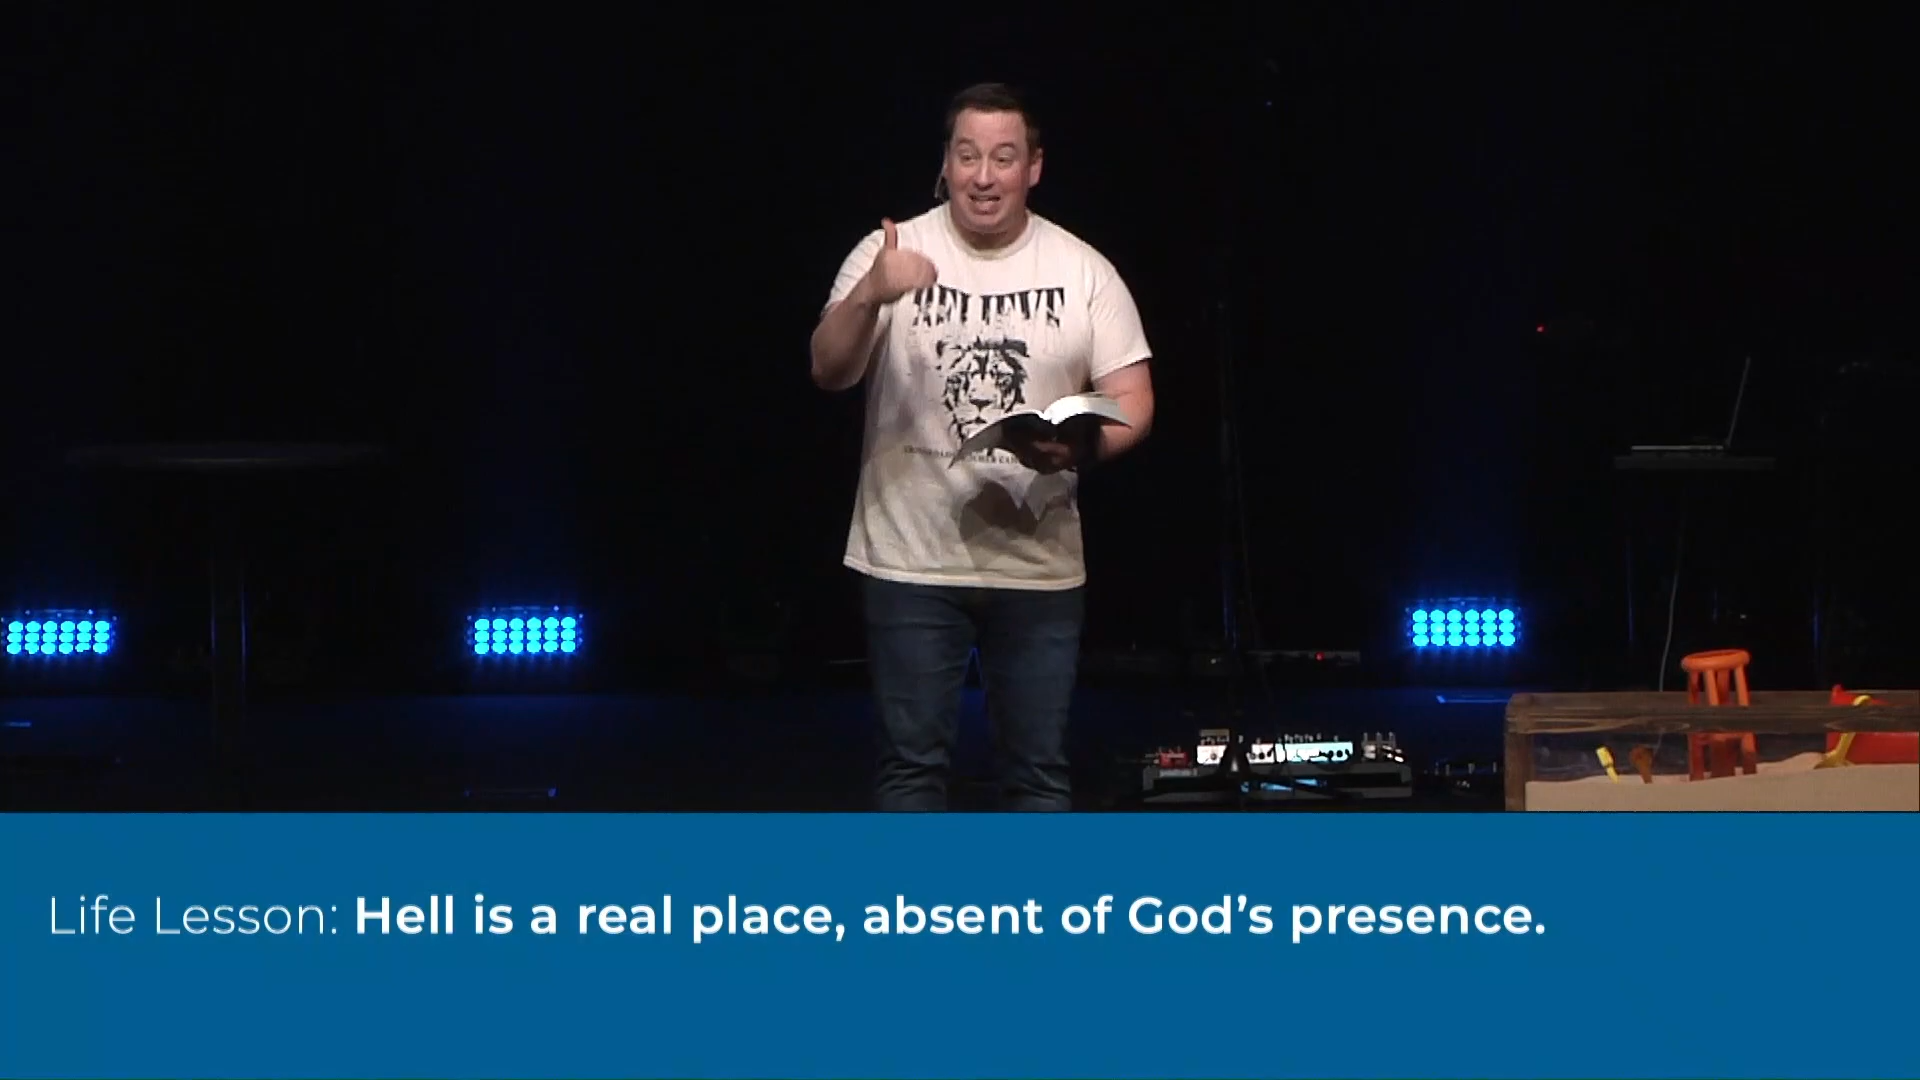 BELIEVE
Life Lesson: Hell is a real place, absent of God’s presence.